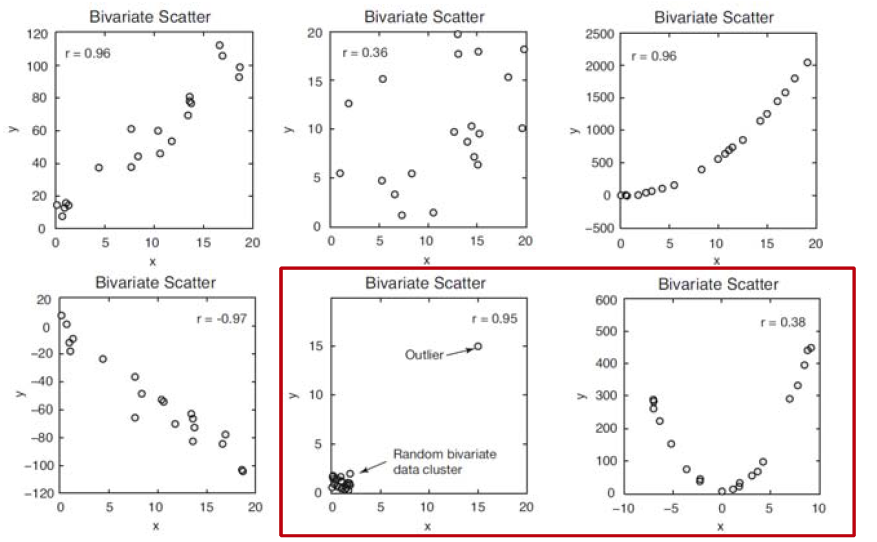 Bivariate Scatter
120
100
80
60
40
20
0
0 5 10 15 20
r = 0.96
y
x
Bivariate Scatter
20
15
10
5
0
0 5 10 15 20
r = 0.36
y
x
Bivariate Scatter
2500
2000
1500
1000
500
0
−500
0 5 10 15 20
r = 0.96
y
x
Bivariate Scatter
20
0
−20
−40
−60
−80
−100
−120
0 5 10 15 20
r = -0.97
y
x
Bivariate Scatter
15
10
5
0
0 5 10 15 20
r = 0.95
Outlier
Random bivariate
data cluster
y
x
Bivariate Scatter
600
500
400
300
200
100
0
−10 −5 0 5 10
r = 0.38
y
x